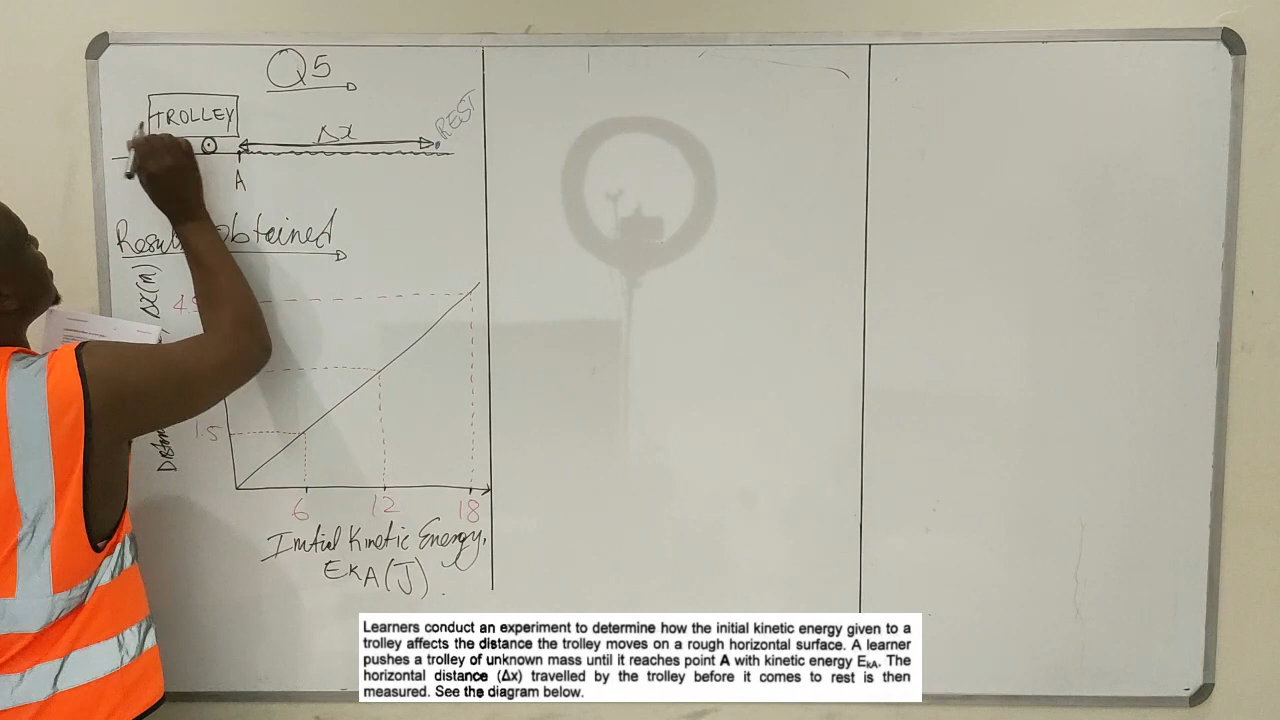 Q5
TROLLEY
Δx
REST
A
Results obtained
Δx(m)
1.5
6 12 18
Initial Kinetic Energy,
EKA (J).
Learners conduct an experiment to determine how the initial kinetic energy given to a
trolley affects the distance the trolley moves on a rough horizontal surface. A learner
pushes a trolley of unknown mass until it reaches point A with kinetic energy EkA. The
horizontal distance (Δx) travelled by the trolley before it comes to rest is then
measured. See the diagram below.